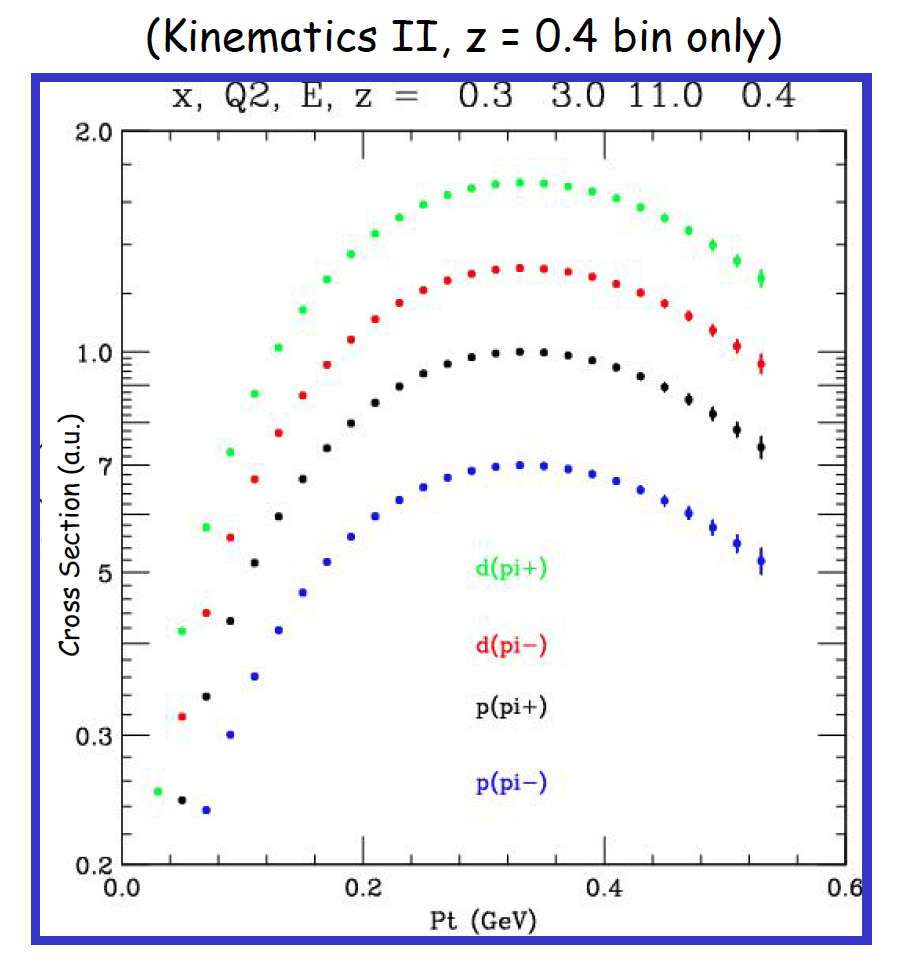 (Kinematics II, z = 0.4 bin only)
x, Q2, E, z = 0.3 3.0 11.0 0.4
2.0
1.0
7
5
0.3
0.2
Cross Section (a.u.)
d(pi+)
d(pi−)
p(pi+)
p(pi−)
0.0 0.2 0.4 0.6
Pt (GeV)